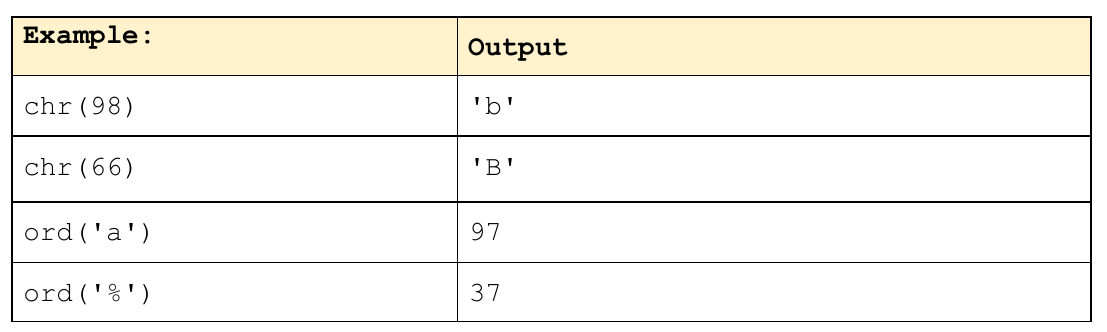 Example: Output
chr(98) 'b'
chr(66) 'B'
ord('a') 97
ord('%') 37